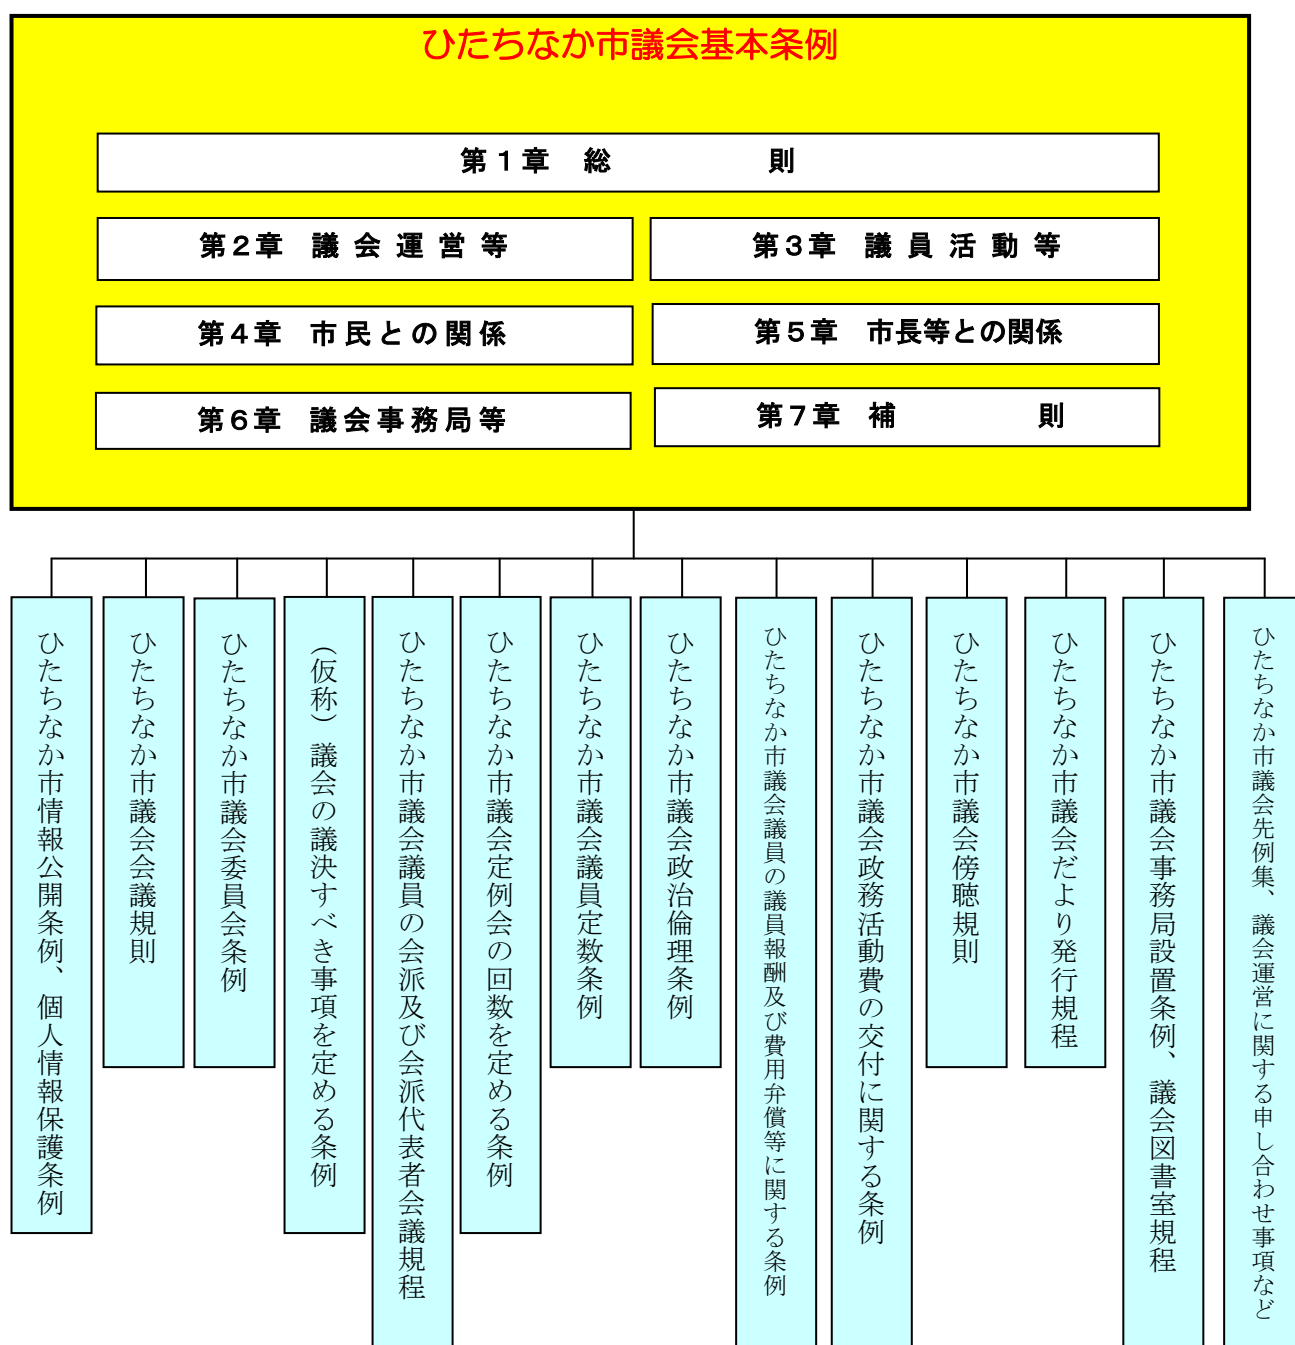 ひたちなか市議会基本条例
第1章　総　　　　　則
第2章　議 会 運 営 等
第3章　議 員 活 動 等
第4章　市民との関係
第5章　市長等との関係
第6章　議会事務局等
第7章　補　　　　　則
ひたちなか市情報公開条例、個人情報保護条例
ひたちなか市議会会議規則
ひたちなか市議会委員会条例
（仮称）議会の議決すべき事項を定める条例
ひたちなか市議会議員の会派及び会派代表者会議規程
ひたちなか市議会定例会の回数を定める条例
ひたちなか市議会議員定数条例
ひたちなか市議会政治倫理条例
ひたちなか市議会議員の議員報酬及び費用弁償等に関する条例
ひたちなか市議会政務活動費の交付に関する条例
ひたちなか市議会傍聴規則
ひたちなか市議会だより発行規程
ひたちなか市議会事務局設置条例、議会図書室規程
ひたちなか市議会先例集、議会運営に関する申し合わせ事項など